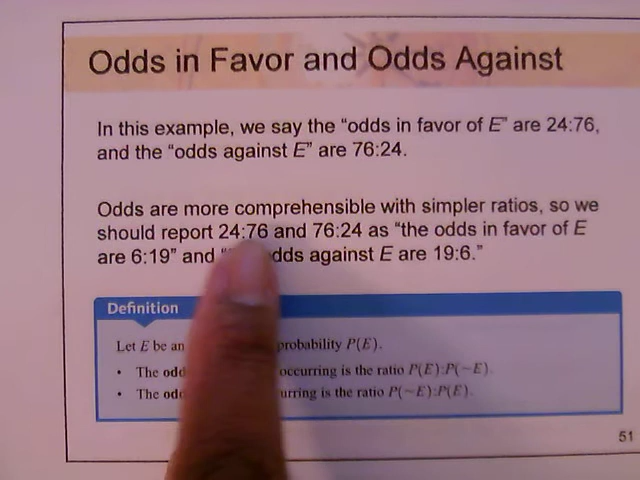 Odds in Favor and Odds Against
In this example, we say the “odds in favor of E” are 24:76,
and the “odds against E” are 76:24.
Odds are more comprehensible with simpler ratios, so we
should report 24:76 and 76:24 as “the odds in favor of E
are 6:19” and odds against E are 19:6.”
Definition
Let E be an probability P(E).
• The occurring is the ratio P(E):P(~E).
• The is the ratio P(~E):P(E).
51